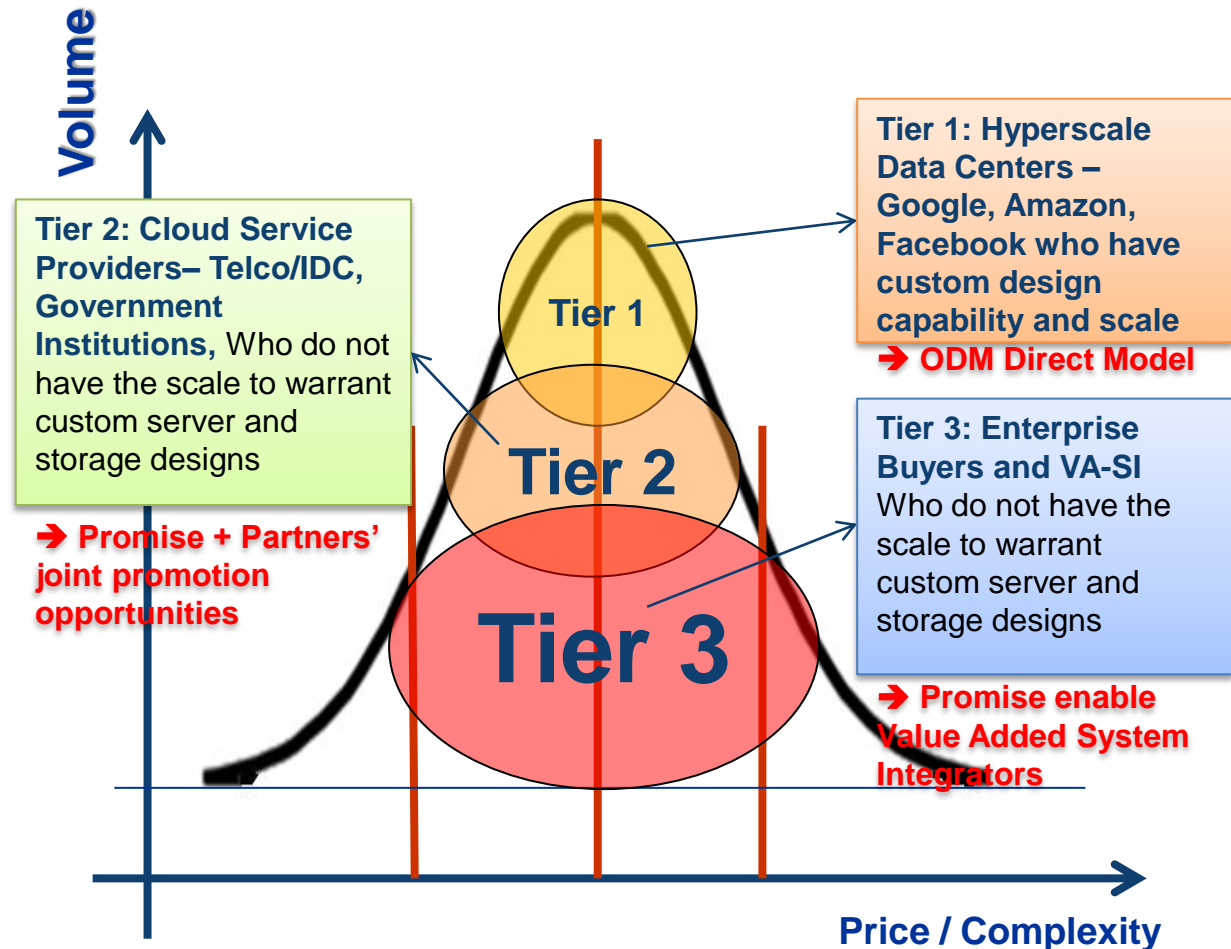 Volume
Tier 2: Cloud Service
Providers– Telco/IDC,
Government
Institutions, Who do not
have the scale to warrant
custom server and
storage designs
➔ Promise + Partners’
joint promotion
opportunities
Tier 1
Tier 2
Tier 3
Tier 1: Hyperscale
Data Centers –
Google, Amazon,
Facebook who have
custom design
capability and scale
➔ ODM Direct Model
Tier 3: Enterprise
Buyers and VA-SI
Who do not have the
scale to warrant
custom server and
storage designs
➔ Promise enable
Value Added System
Integrators
Price / Complexity